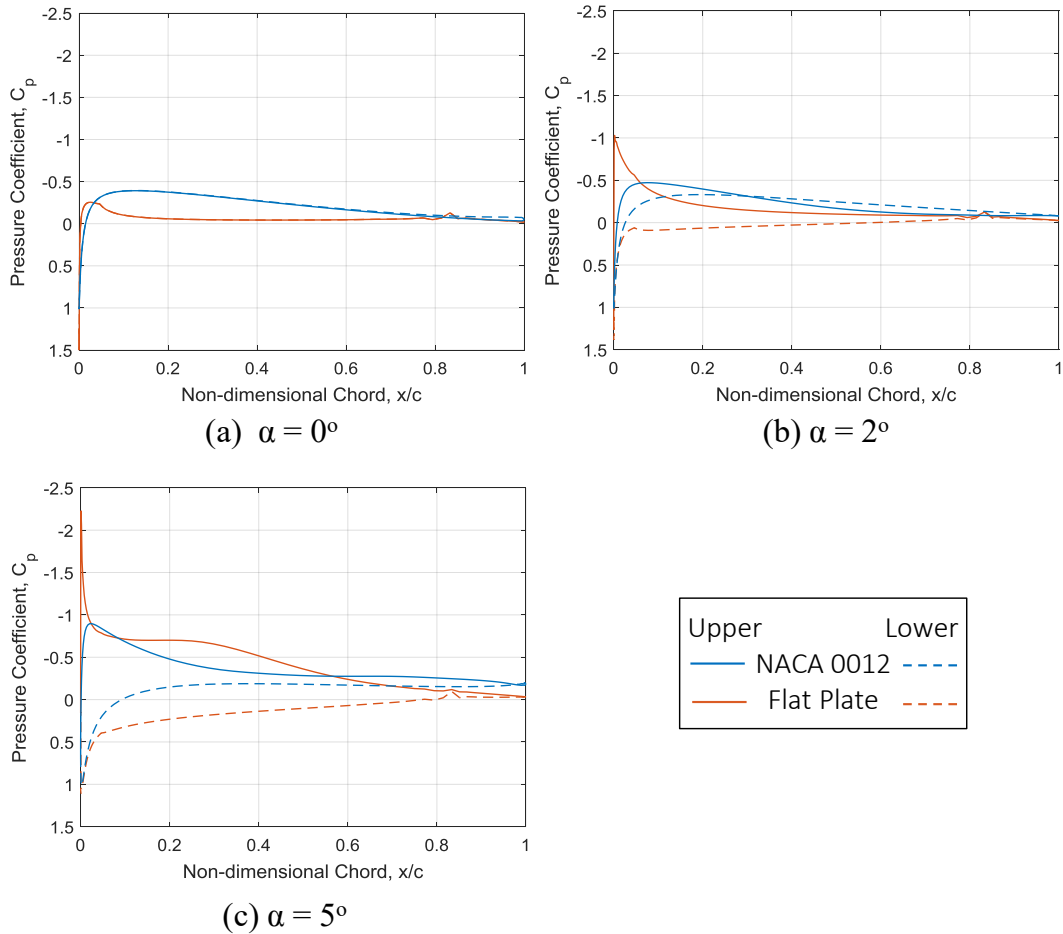 -2.5
-2
-1.5
-1
-0.5
0
0.5
1
1.5
Pressure Coefficient, Cp
0 0.2 0.4 0.6 0.8 1
Non-dimensional Chord, x/c
(a) α = 0º
-2.5
-2
-1.5
-1
-0.5
0
0.5
1
1.5
Pressure Coefficient, Cp
0 0.2 0.4 0.6 0.8 1
Non-dimensional Chord, x/c
(b) α = 2º
-2.5
-2
-1.5
-1
-0.5
0
0.5
1
1.5
Pressure Coefficient, Cp
0 0.2 0.4 0.6 0.8 1
Non-dimensional Chord, x/c
(c) α = 5º
Upper Lower
NACA 0012
Flat Plate